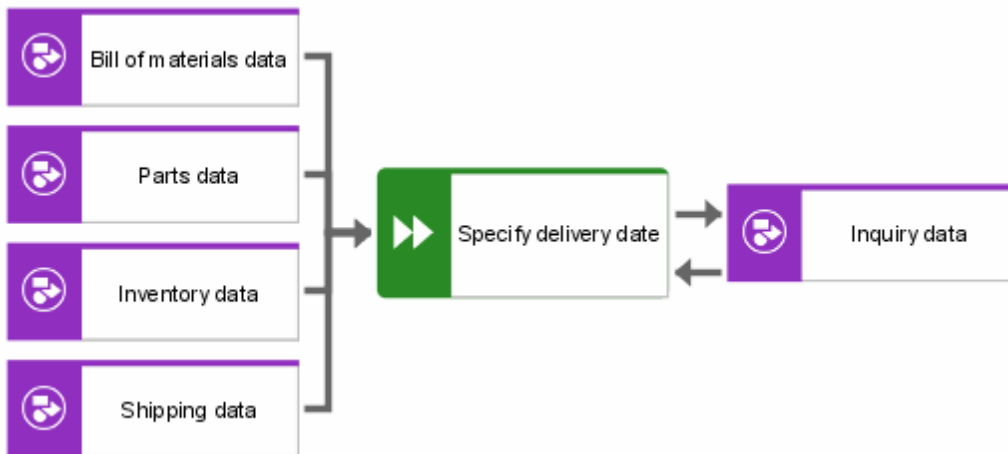 Bill of materials data
Parts data
Inventory data
Shipping data
Specify delivery date
Inquiry data